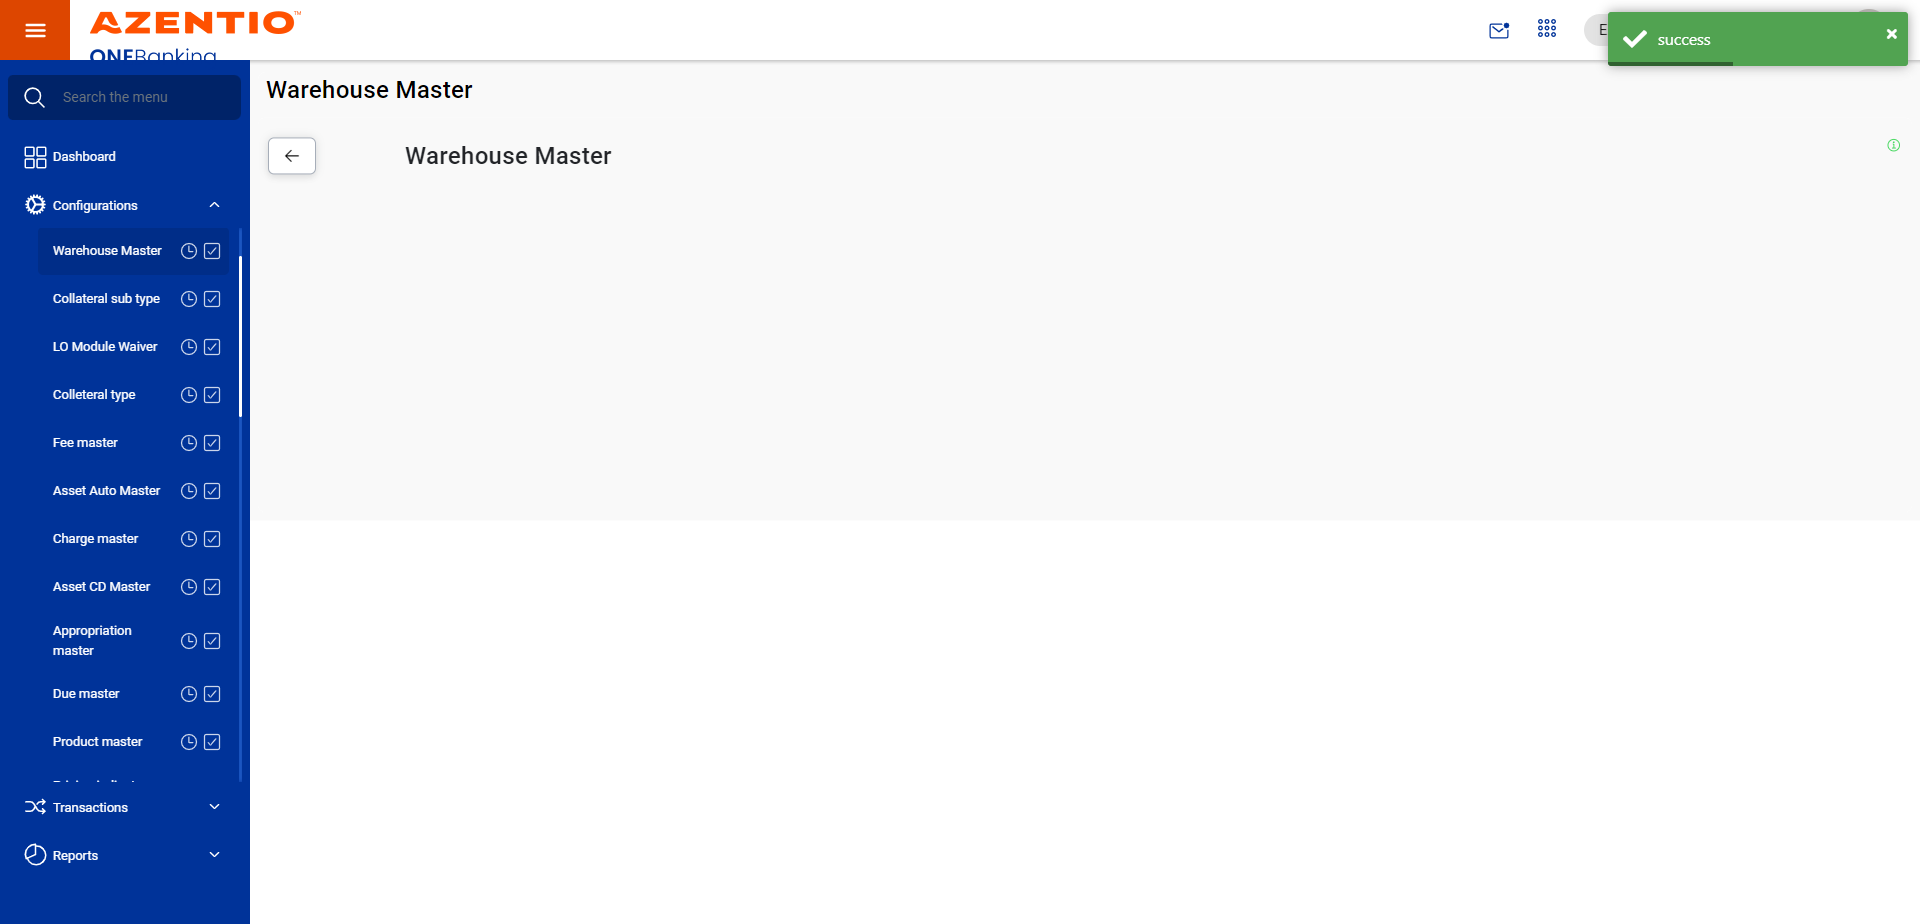 AZENTIO™
ONEBanking
E
success
Search the menu
Warehouse Master
Warehouse Master
Dashboard
Configurations
Warehouse Master
Collateral sub type
LO Module Waiver
Colleteral type
Fee master
Asset Auto Master
Charge master
Asset CD Master
Appropriation
master
Due master
Product master
Transactions
Reports